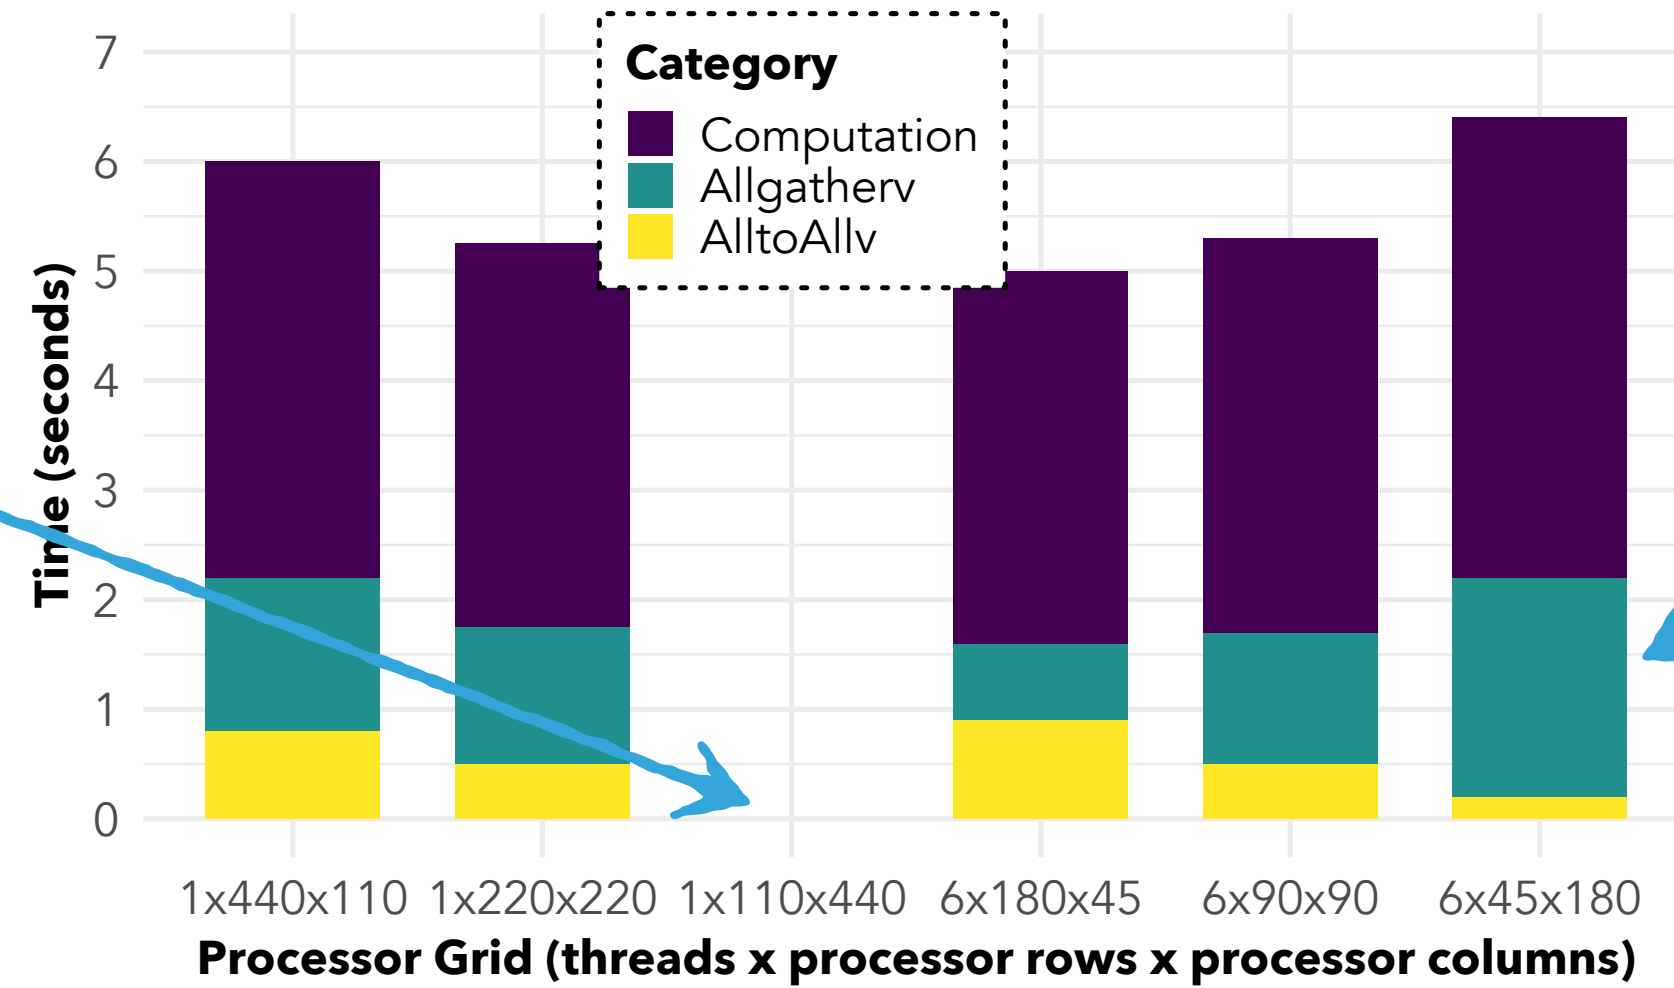 7
6
5
4
3
2
1
0
Time (seconds)
Category
Computation
Allgatherv
AlltoAllv
1x440x110 1x220x220 1x110x440 6x180x45 6x90x90 6x45x180
Processor Grid (threads x processor rows x processor columns)